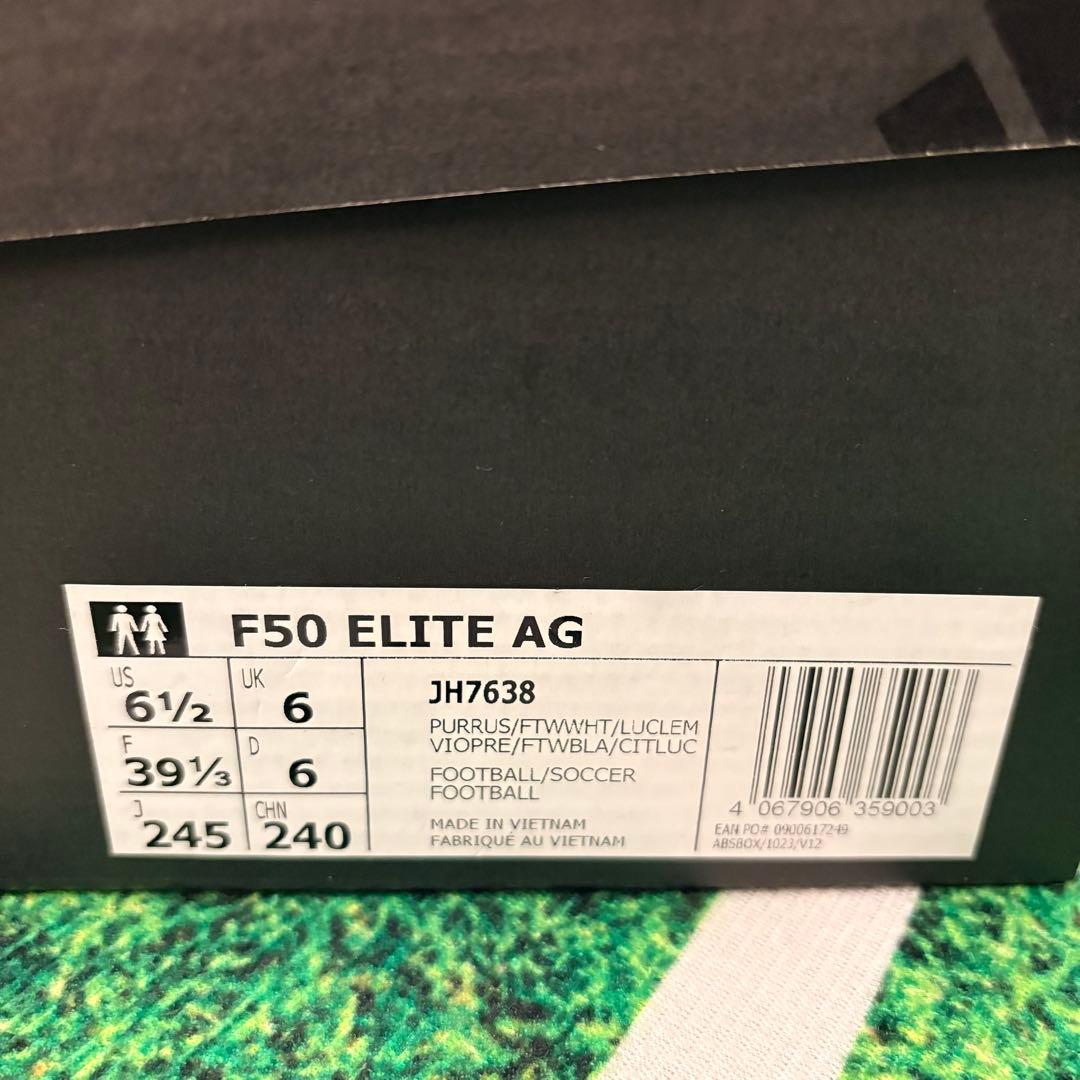 F50 ELITE AG
US
6½
UK
6
F
39⅓
D
6
J
245
CHN
240
JH7638
PURRUS/FTWWHT/LUCLEM
VIOPRE/FTWBLA/CITLUC
FOOTBALL/SOCCER
FOOTBALL
MADE IN VIETNAM
FABRIQUÉ AU VIETNAM
4 067906 359003
EAN PO# 0900617249
ABSBOX/1023/V12